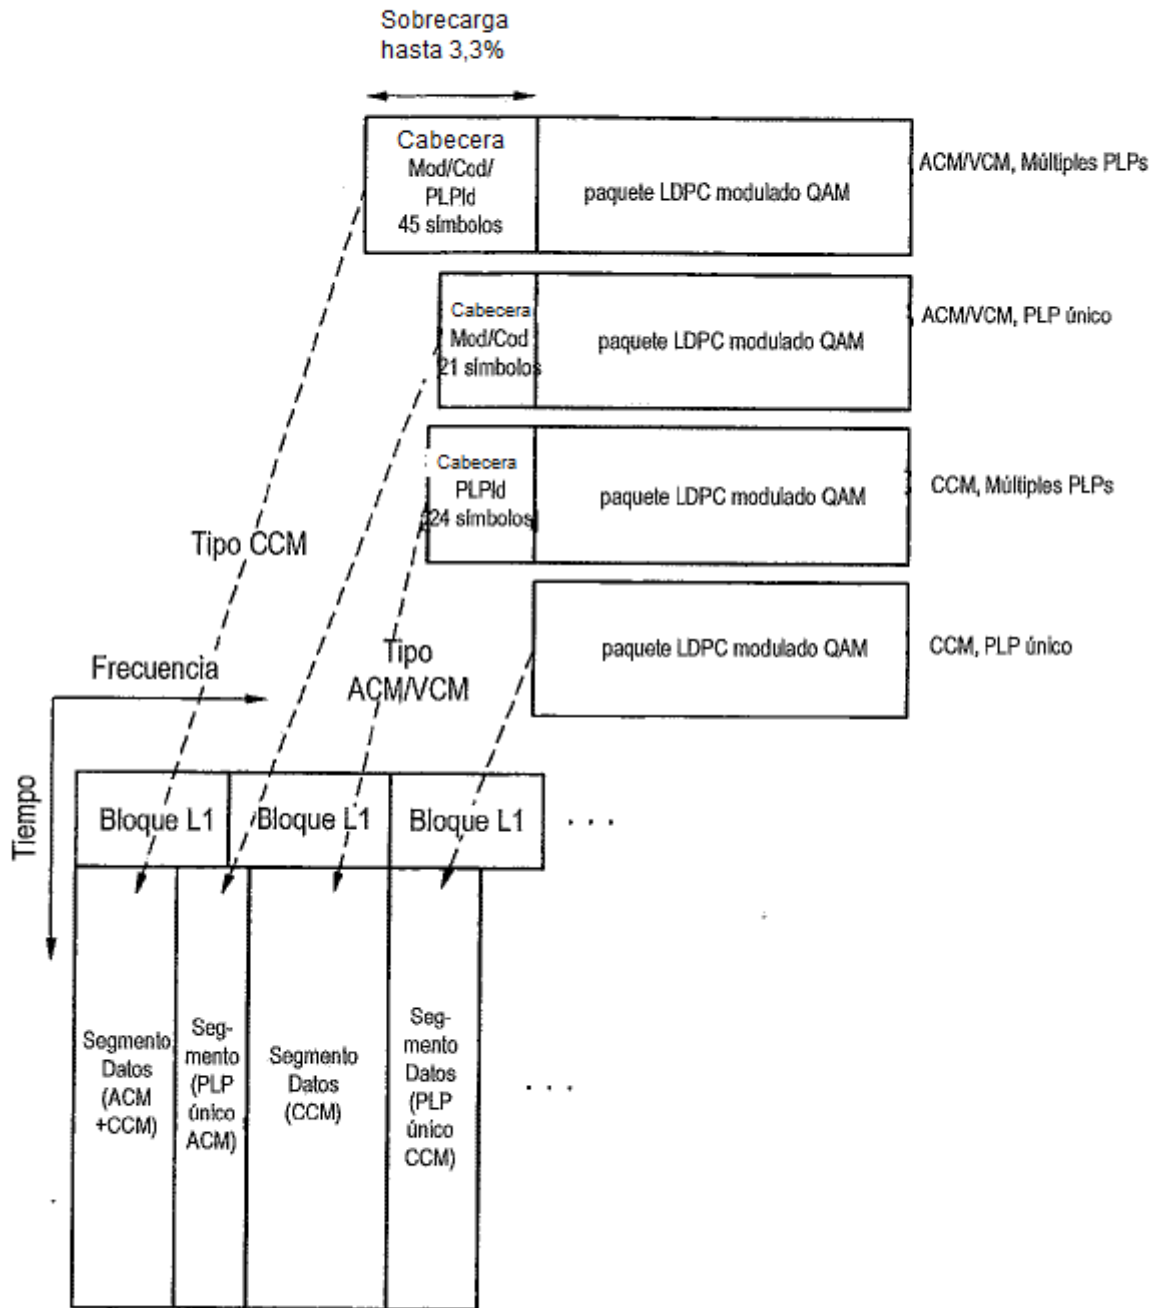 Sobrecarga
hasta 3,3%
Cabecera
Mod/Cod/
PLPId
45 símbolos
paquete LDPC modulado QAM
ACM/VCM, Múltiples PLPs
Cabecera
Mod/Cod
21 símbolos
paquete LDPC modulado QAM
ACM/VCM, PLP único
Cabecera
PLPId
24 símbolos
paquete LDPC modulado QAM
CCM, Múltiples PLPs
Tipo CCM
paquete LDPC modulado QAM
CCM, PLP único
Tipo
ACM/VCM
Frecuencia
Tiempo
Bloque L1
Bloque L1
Bloque L1
. . .
Segmento
Datos
(ACM
+CCM)
Seg-
mento
(PLP
único
ACM)
Segmento
Datos
(CCM)
Seg-
mento
Datos
(PLP
único
CCM)
. . .